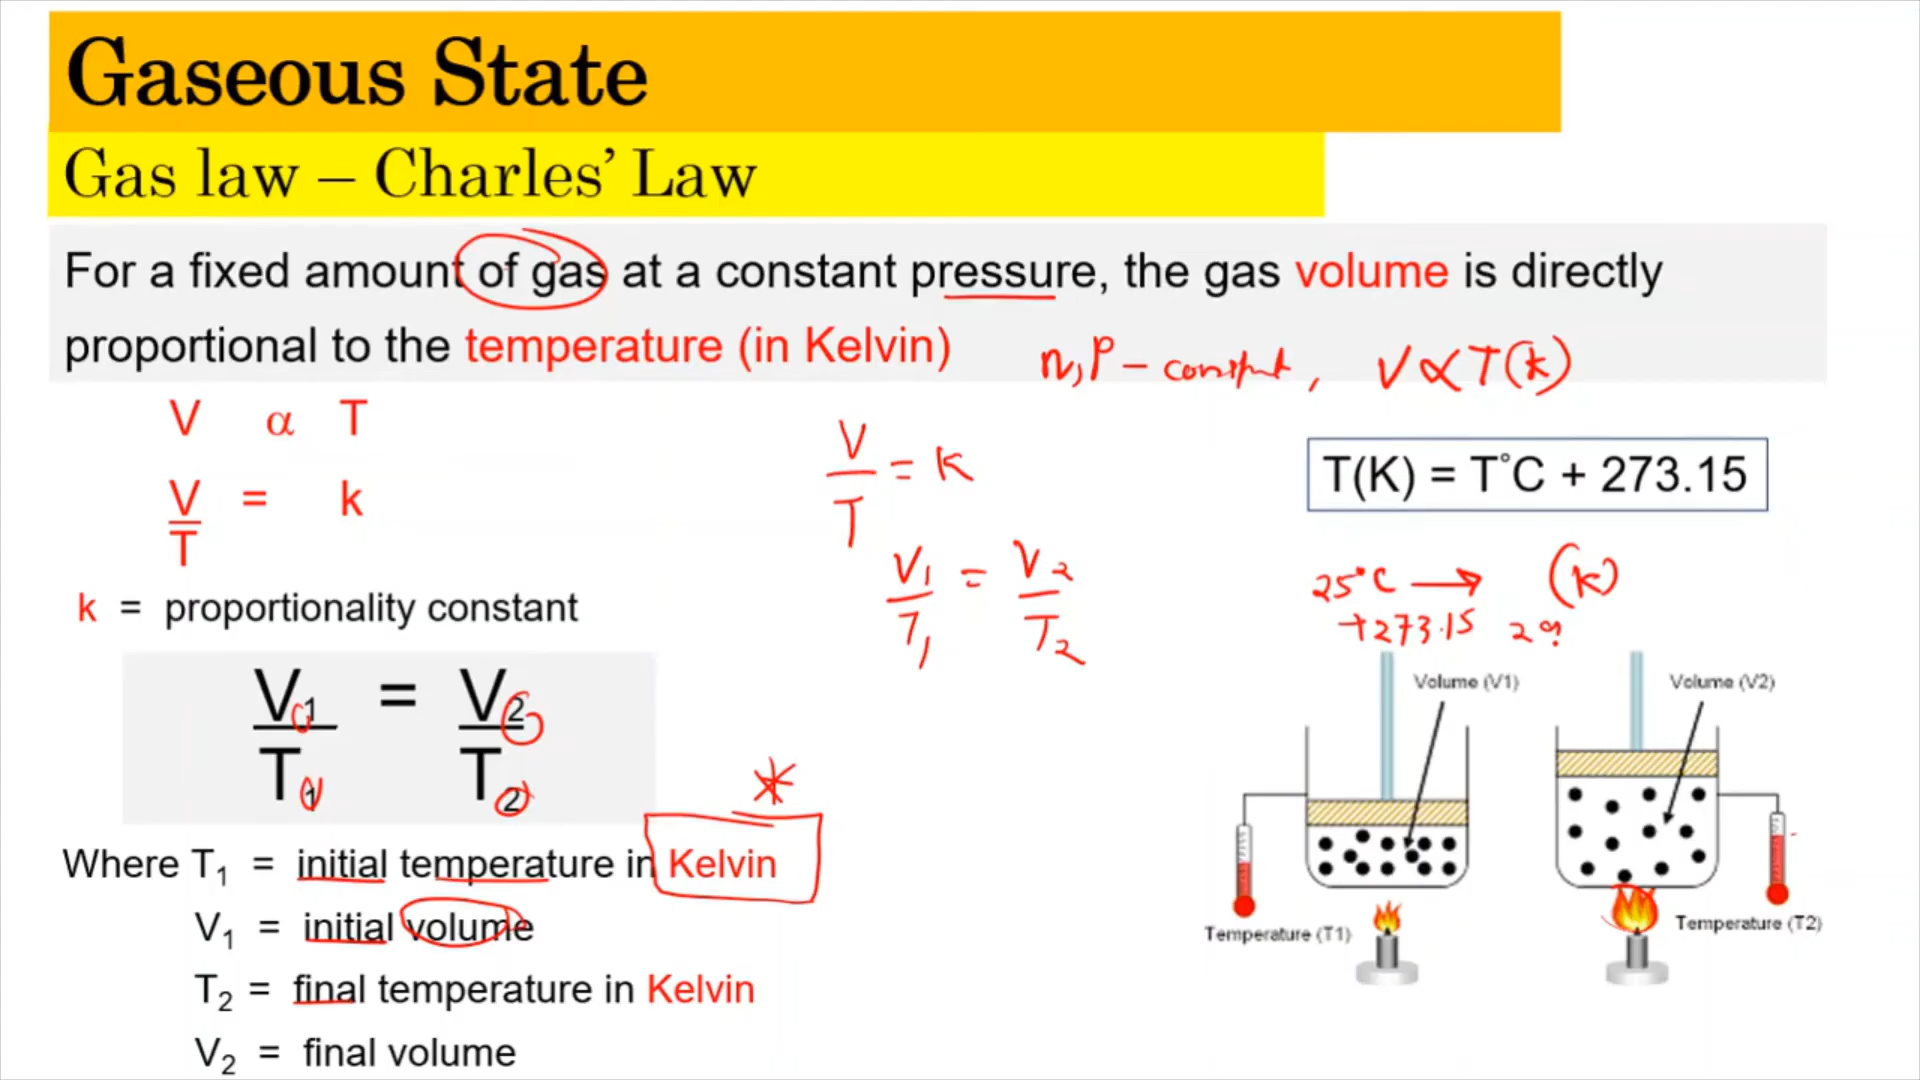 Gaseous State
Gas law – Charles’ Law
For a fixed amount of gas at a constant pressure, the gas volume is directly
proportional to the temperature (in Kelvin)
n, P – constant, V ∝ T(k)
V α T
V/T = k
V/T = k
T(K) = T°C + 273.15
V₁/T₁ = V₂/T₂
25°C → (k)
+273.15
k = proportionality constant
V₁/T₁ = V₂/T₂
Volume (V1)
Volume (V2)
*
Where T₁ = initial temperature in Kelvin
V₁ = initial volume
T₂ = final temperature in Kelvin
V₂ = final volume
Temperature (T1)
Temperature (T2)